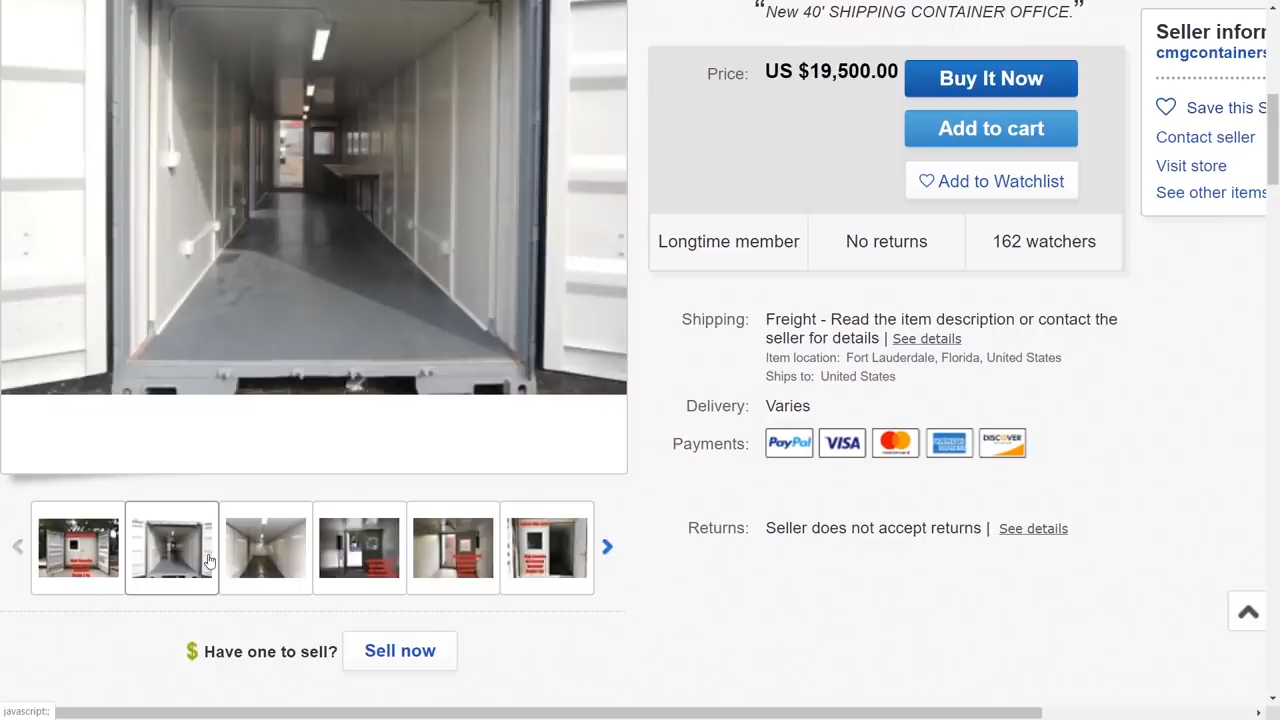 “New 40' SHIPPING CONTAINER OFFICE.”
Price: US $19,500.00
Buy It Now
Add to cart
Add to Watchlist
Longtime member
No returns
162 watchers
Shipping: Freight - Read the item description or contact the
seller for details | See details
Item location: Fort Lauderdale, Florida, United States
Ships to: United States
Delivery: Varies
Payments: PayPal VISA MasterCard AMERICAN EXPRESS DISCOVER
Returns: Seller does not accept returns | See details
Seller inforr
cmgcontainers
Save this S
Contact seller
Visit store
See other items
$ Have one to sell? Sell now
javascript:;